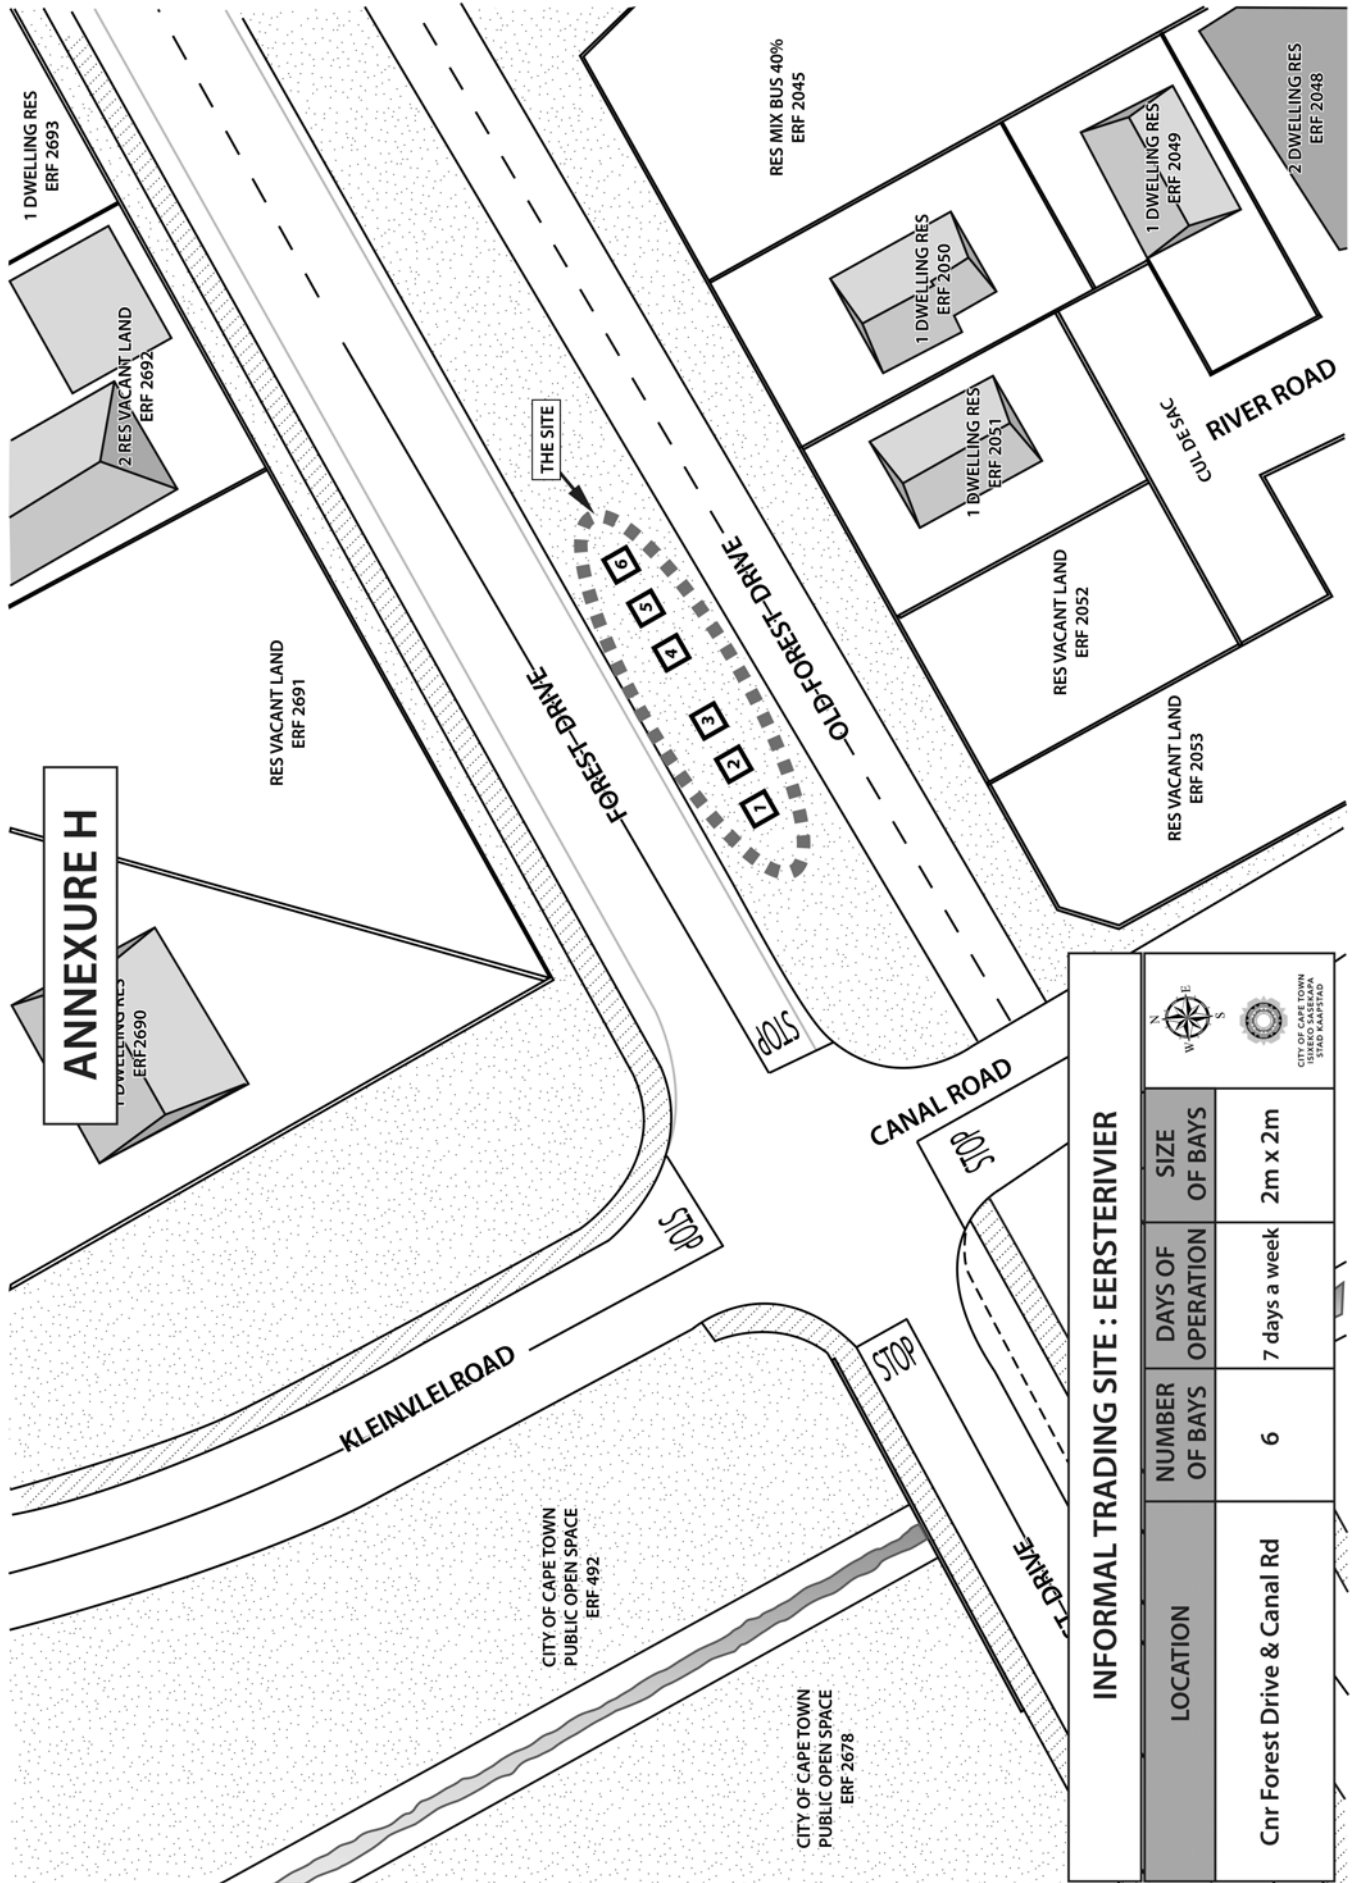 ANNEXURE H
1 DWELLING RES
ERF 2693
2 RES VACANT LAND
ERF 2692
RES VACANT LAND
ERF 2691
1 DWELLING RES
ERF2690
RES MIX BUS 40%
ERF 2045
2 DWELLING RES
ERF 2048
1 DWELLING RES
ERF 2049
1 DWELLING RES
ERF 2050
1 DWELLING RES
ERF 2051
RES VACANT LAND
ERF 2052
RES VACANT LAND
ERF 2053
CUL DE SAC
RIVER ROAD
THE SITE
1
2
3
4
5
6
FOREST DRIVE
OLD FOREST DRIVE
STOP
CANAL ROAD
STOP
STOP
STOP
KLEINVLEI ROAD
T DRIVE
CITY OF CAPE TOWN
PUBLIC OPEN SPACE
ERF 492
CITY OF CAPE TOWN
PUBLIC OPEN SPACE
ERF 2678
INFORMAL TRADING SITE : EERSTERIVIER
LOCATION
NUMBER
OF BAYS
DAYS OF
OPERATION
SIZE
OF BAYS
Cnr Forest Drive & Canal Rd
6
7 days a week
2m x 2m
N
E
S
W
CITY OF CAPE TOWN
ISIXEKO SASEKAPA
STAD KAAPSTAD